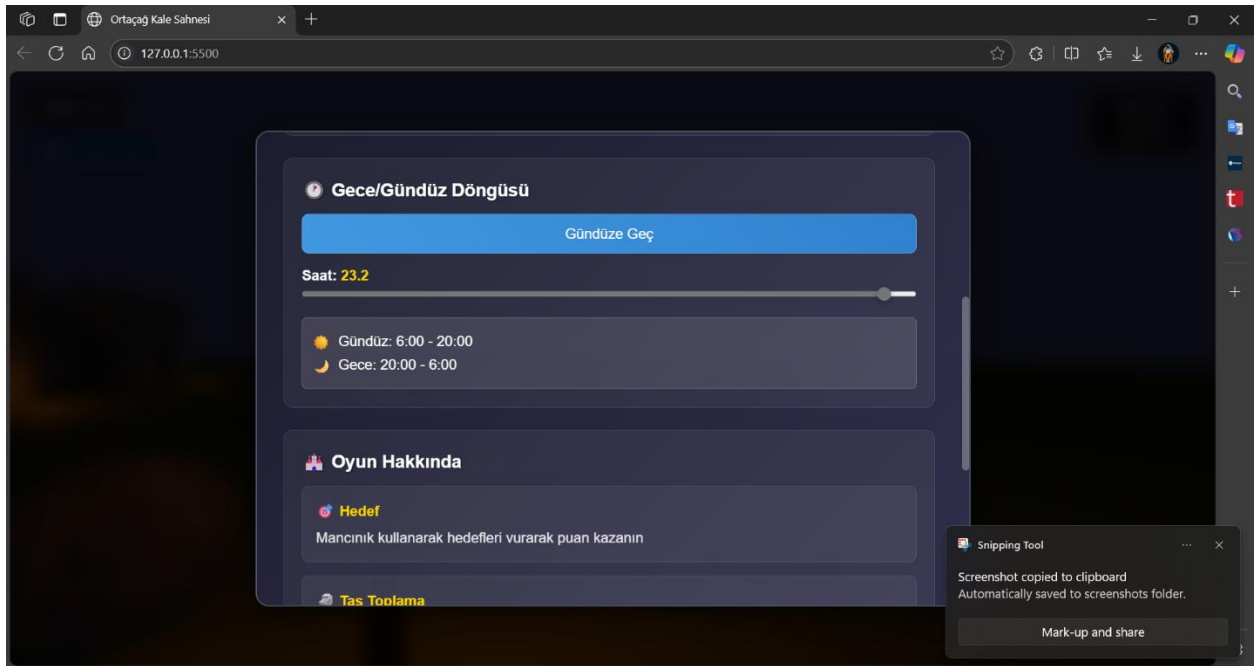 Ortaçağ Kale Sahnesi
127.0.0.1:5500
Gece/Gündüz Döngüsü
Gündüze Geç
Saat: 23.2
Gündüz: 6:00 - 20:00
Gece: 20:00 - 6:00
Oyun Hakkında
Hedef
Mancınık kullanarak hedefleri vurarak puan kazanın
Taş Toplama
Snipping Tool
Screenshot copied to clipboard
Automatically saved to screenshots folder.
Mark-up and share